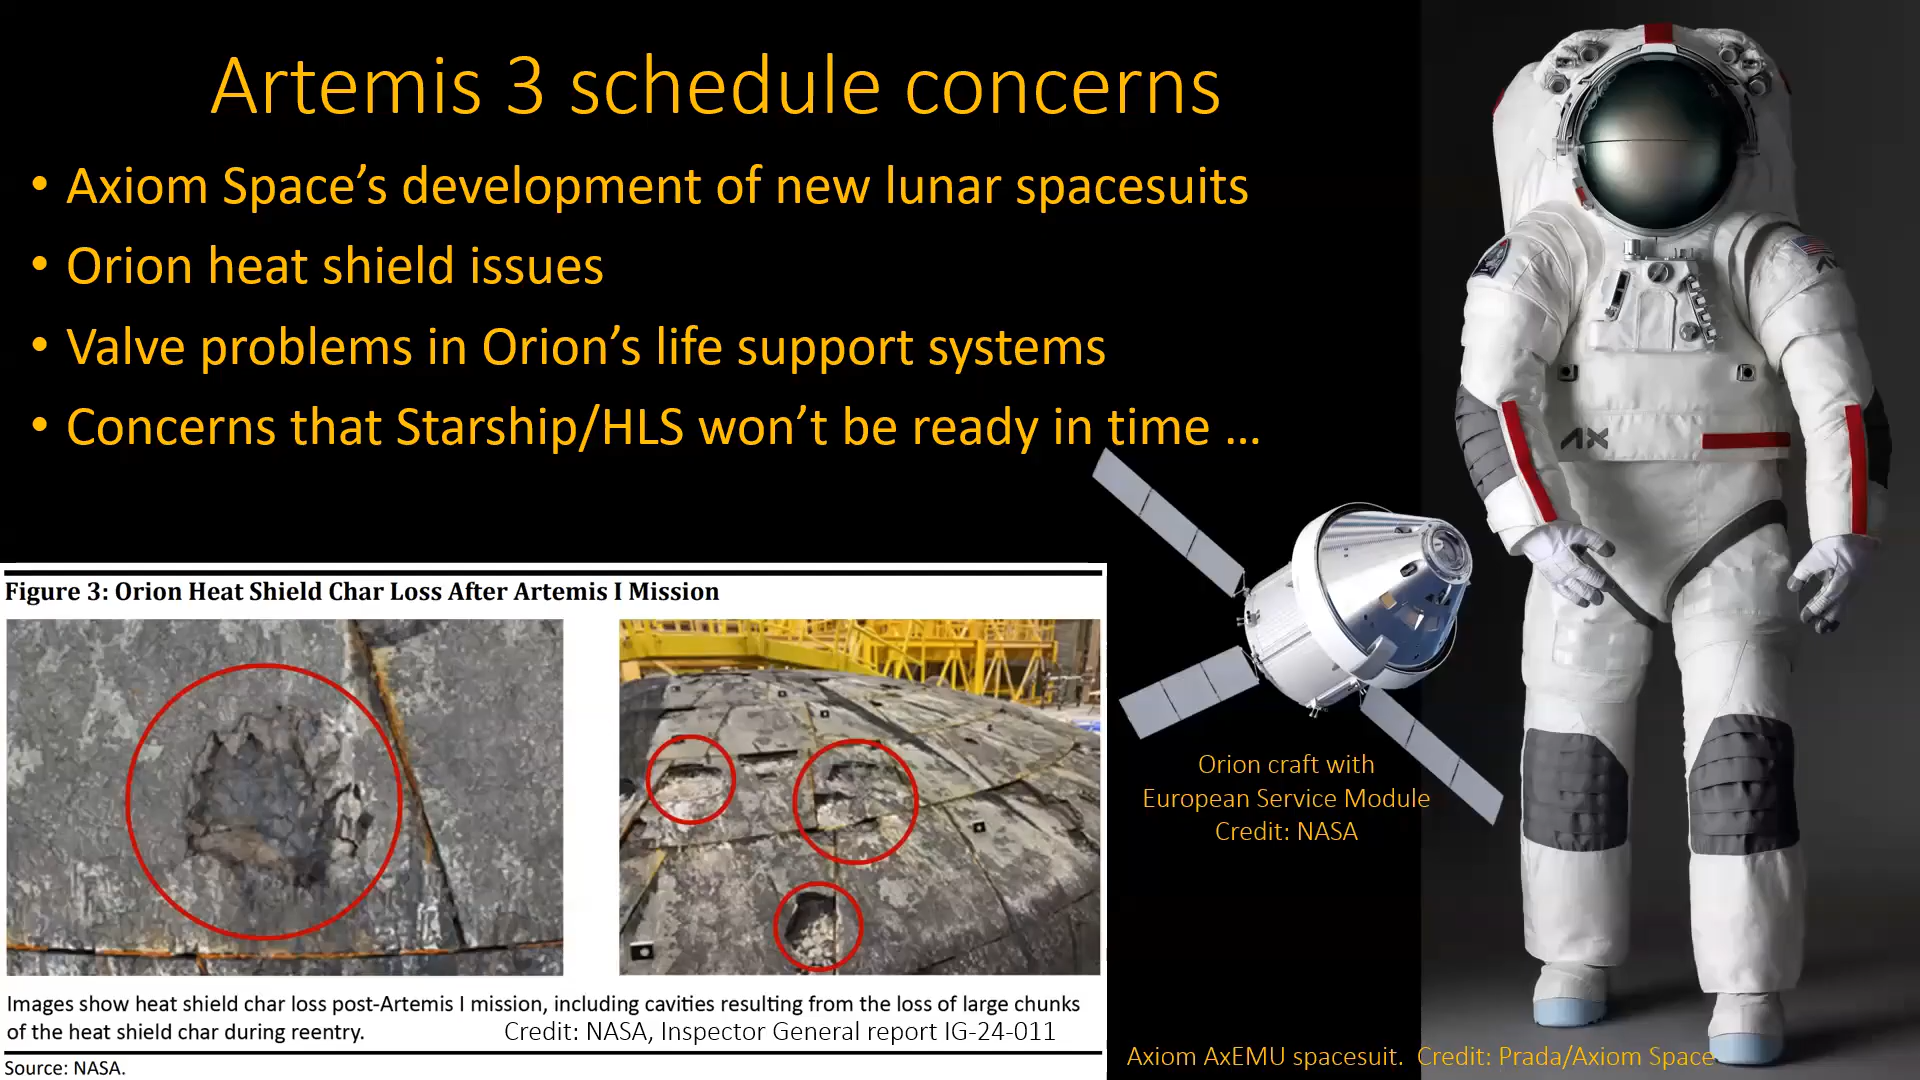 Artemis 3 schedule concerns
• Axiom Space’s development of new lunar spacesuits
• Orion heat shield issues
• Valve problems in Orion’s life support systems
• Concerns that Starship/HLS won’t be ready in time …
AX
Figure 3: Orion Heat Shield Char Loss After Artemis I Mission
Images show heat shield char loss post-Artemis I mission, including cavities resulting from the loss of large chunks
of the heat shield char during reentry.
Credit: NASA, Inspector General report IG-24-011
Source: NASA.
Orion craft with
European Service Module
Credit: NASA
Axiom AxEMU spacesuit. Credit: Prada/Axiom Space